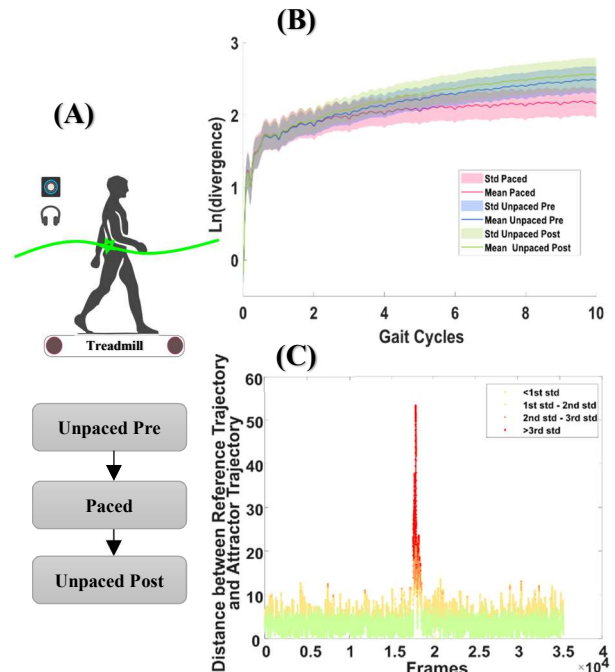 (A)
Treadmill
Unpaced Pre
Paced
Unpaced Post
(B)
Ln(divergence)
3
2
1
0
Std Paced
Mean Paced
Std Unpaced Pre
Mean Unpaced Pre
Std Unpaced Post
Mean Unpaced Post
0 2 4 6 8 10
Gait Cycles
(C)
Distance between Reference Trajectory
and Attractor Trajectory
60
50
40
30
20
10
0
<1st std
1st std - 2nd std
2nd std - 3rd std
>3rd std
0 0.5 1 1.5 2 2.5 3 3.5 4
Frames
×10⁴